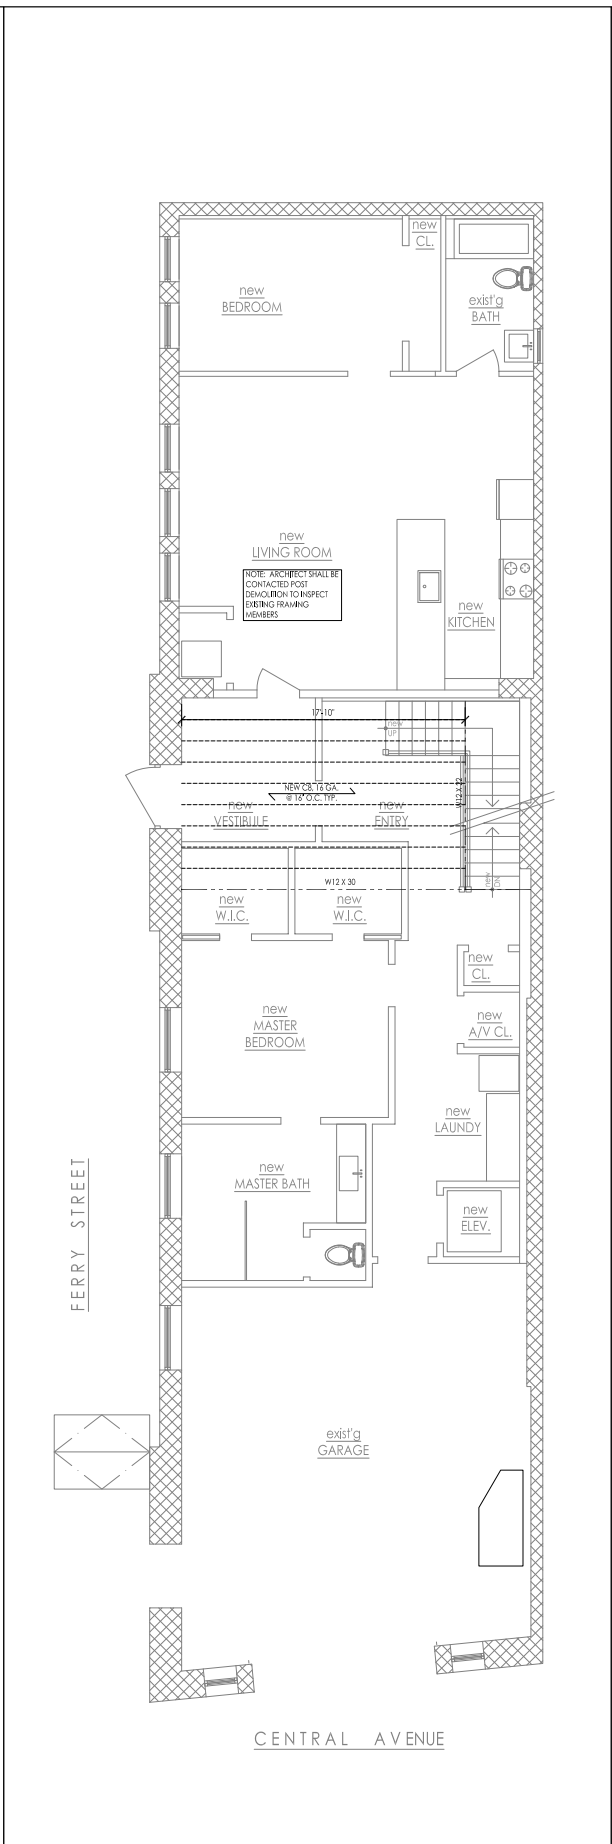 new
CL.
new
BEDROOM
exist'g
BATH
new
LIVING ROOM
NOTE: ARCHITECT SHALL BE
CONTACTED POST
DEMOLITION TO INSPECT
EXISTING FRAMING
MEMBERS
new
KITCHEN
17'-10"
new
UP
NEW C8, 16 GA.
@ 16" O.C. TYP.
new
VESTIBULE
new
ENTRY
W12 X 22
W12 X 30
new
DN
new
W.I.C.
new
W.I.C.
new
CL.
new
MASTER
BEDROOM
new
A/V CL.
new
LAUNDY
new
MASTER BATH
new
ELEV.
FERRY STREET
exist'g
GARAGE
CENTRAL AVENUE